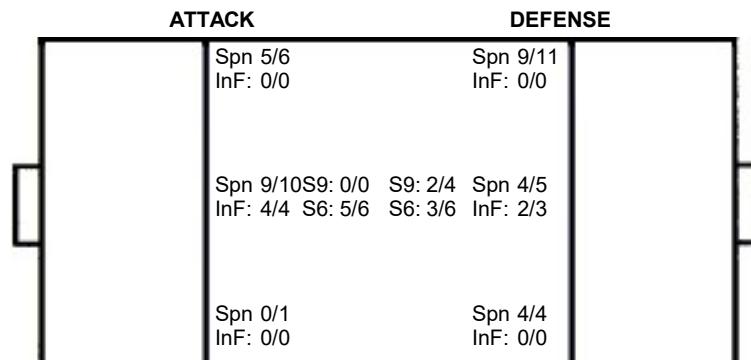 ATTACK DEFENSE
Spn 5/6 Spn 9/11
InF: 0/0 InF: 0/0
Spn 9/10S9: 0/0 S9: 2/4 Spn 4/5
InF: 4/4 S6: 5/6 S6: 3/6 InF: 2/3
Spn 0/1 Spn 4/4
InF: 0/0 InF: 0/0